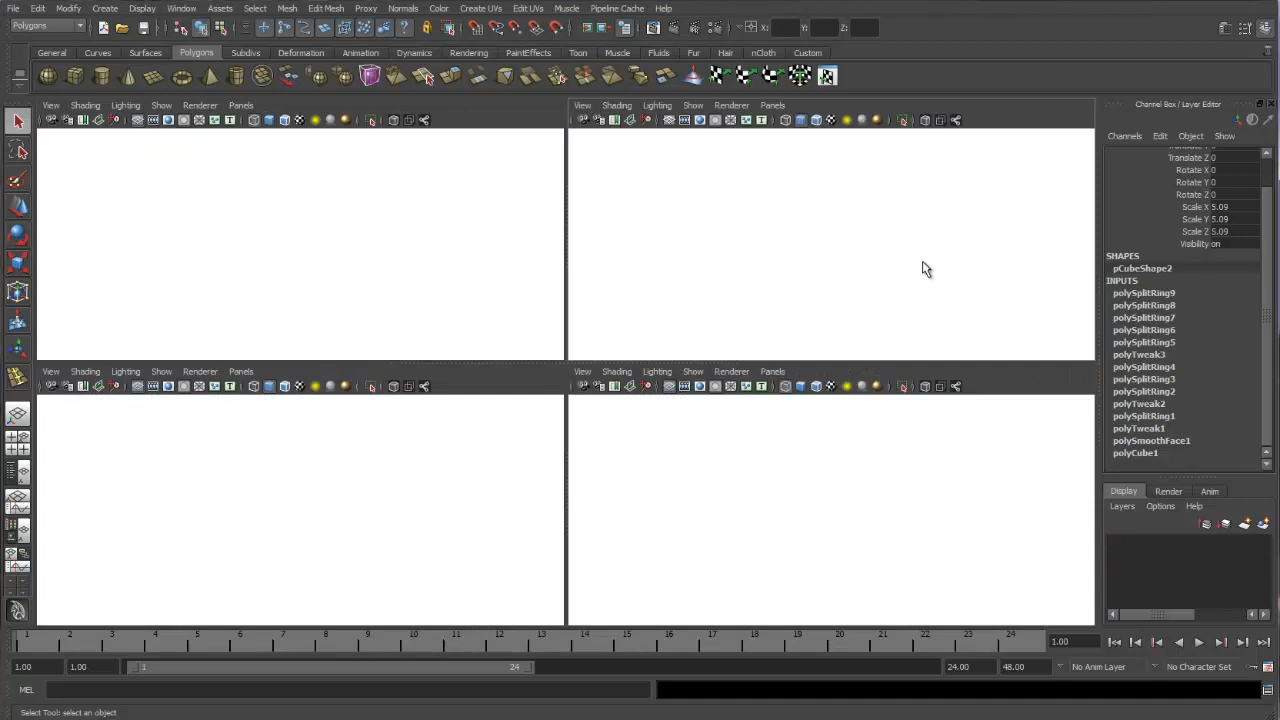 File Edit Modify Create Display Window Assets Select Mesh Edit Mesh Proxy Normals Color Create UVs Edit UVs Muscle Pipeline Cache Help
Polygons X: Y: Z:
General Curves Surfaces Polygons Subdivs Deformation Animation Dynamics Rendering PaintEffects Toon Muscle Fluids Fur Hair nCloth Custom
View Shading Lighting Show Renderer Panels
View Shading Lighting Show Renderer Panels
Channel Box / Layer Editor
Channels Edit Object Show
Translate Z 0
Rotate X 0
Rotate Y 0
Rotate Z 0
Scale X 5.09
Scale Y 5.09
Scale Z 5.09
Visibility on
SHAPES
pCubeShape2
INPUTS
polySplitRing9
polySplitRing8
polySplitRing7
polySplitRing6
polySplitRing5
polyTweak3
polySplitRing4
polySplitRing3
polySplitRing2
polyTweak2
polySplitRing1
polyTweak1
polySmoothFace1
polyCube1
View Shading Lighting Show Renderer Panels
View Shading Lighting Show Renderer Panels
Display Render Anim
Layers Options Help
1 2 3 4 5 6 7 8 9 10 11 12 13 14 15 16 17 18 19 20 21 22 23 24 1.00
1.00 1.00 1 24 24.00 48.00 No Anim Layer No Character Set
MEL
Select Tool: select an object